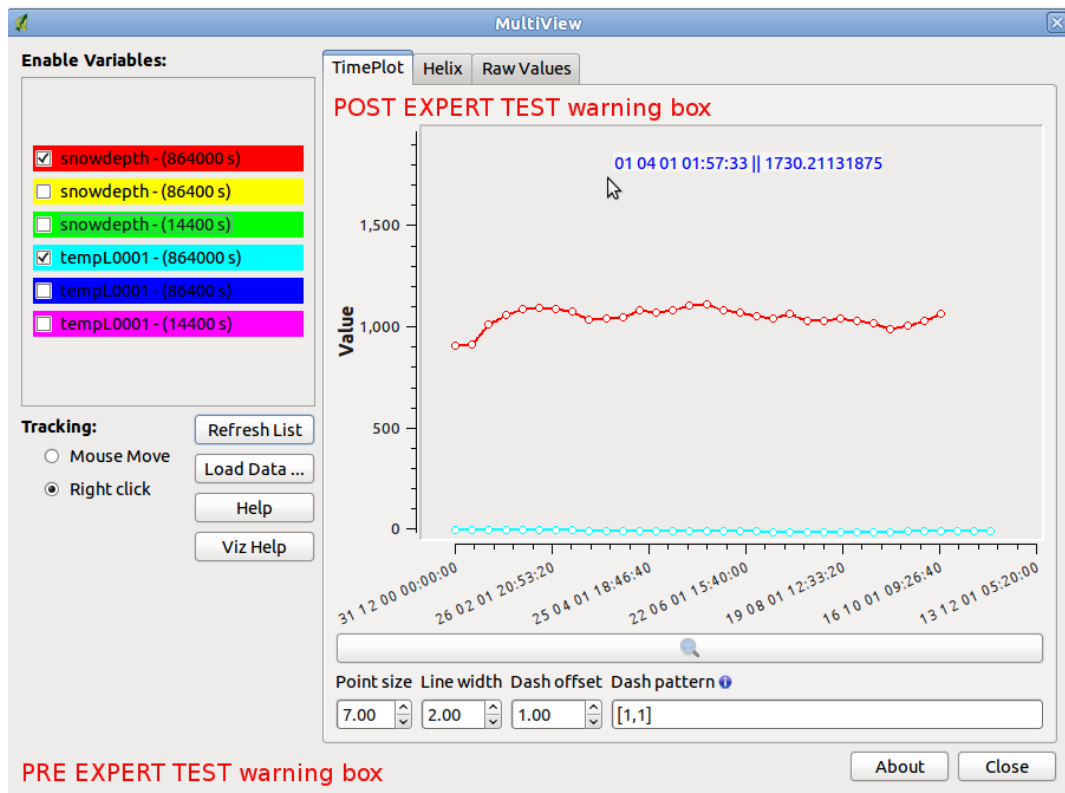 MultiView
Enable Variables:
snowdepth - (864000 s)
snowdepth - (86400 s)
snowdepth - (14400 s)
tempL0001 - (864000 s)
tempL0001 - (86400 s)
tempL0001 - (14400 s)
Tracking:
Mouse Move
Right click
Refresh List
Load Data ...
Help
Viz Help
TimePlot Helix Raw Values
POST EXPERT TEST warning box
01 04 01 01:57:33 || 1730.21131875
Value
1,500
1,000
500
0
31 12 00 00:00:00
26 02 01 20:53:20
25 04 01 18:46:40
22 06 01 15:40:00
19 08 01 12:33:20
16 10 01 09:26:40
13 12 01 05:20:00
Point size Line width Dash offset Dash pattern
7.00 2.00 1.00 [1,1]
PRE EXPERT TEST warning box
About Close